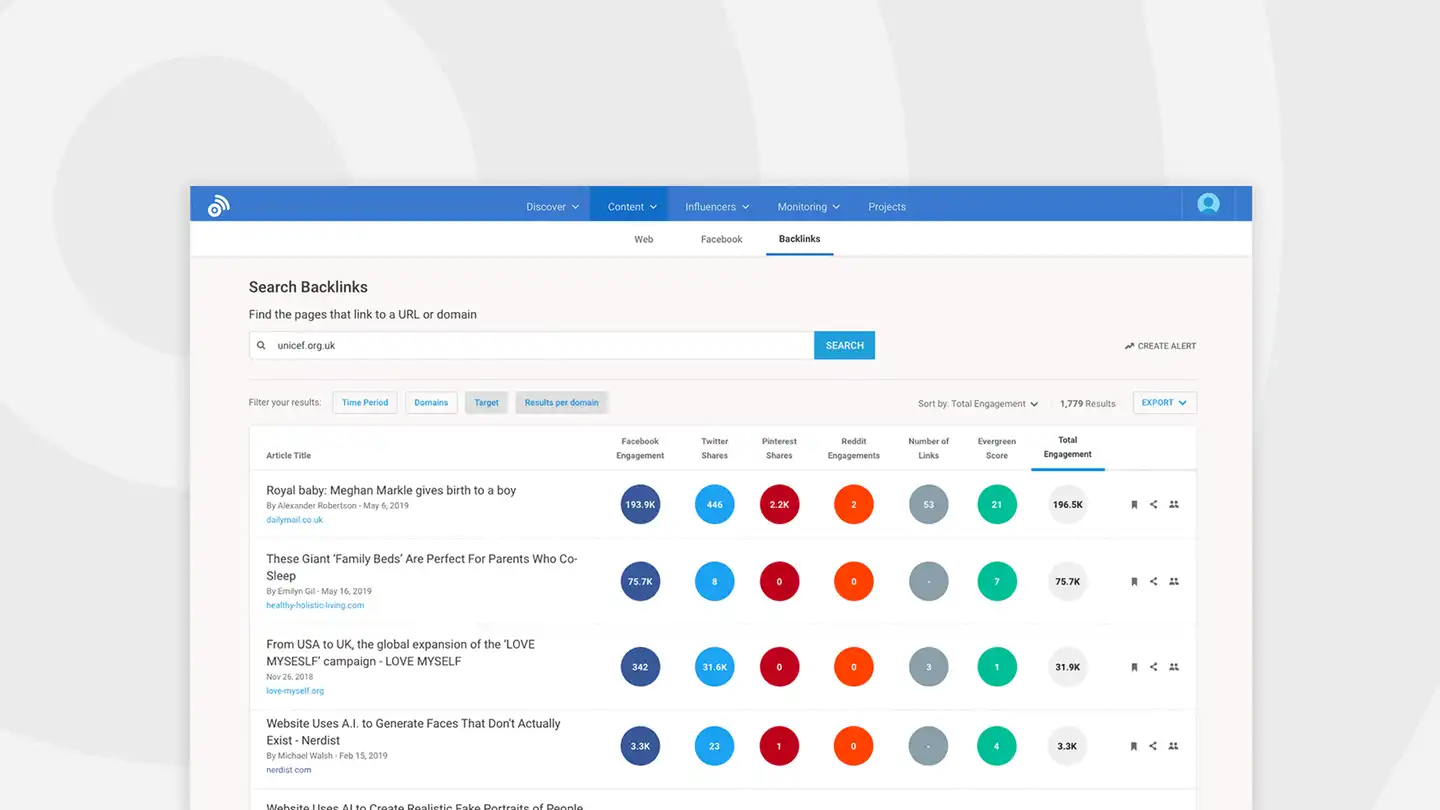 Discover Content Influencers Monitoring Projects
Web Facebook Backlinks
Search Backlinks
Find the pages that link to a URL or domain
unicef.org.uk SEARCH CREATE ALERT
Filter your results: Time Period Domains Target Results per domain Sort by: Total Engagement 1,779 Results EXPORT
Article Title Facebook Engagement Twitter Shares Pinterest Shares Reddit Engagements Number of Links Evergreen Score Total Engagement
Royal baby: Meghan Markle gives birth to a boy
By Alexander Robertson - May 6, 2019
dailymail.co.uk
193.9K 446 2.2K 2 53 21 196.5K
These Giant ‘Family Beds’ Are Perfect For Parents Who Co-
Sleep
By Emilyn Gil - May 16, 2019
healthy-holistic-living.com
75.7K 8 0 0 - 7 75.7K
From USA to UK, the global expansion of the ‘LOVE
MYSESLF’ campaign - LOVE MYSELF
Nov 26, 2018
love-myself.org
342 31.6K 0 0 3 1 31.9K
Website Uses A.I. to Generate Faces That Don't Actually
Exist - Nerdist
By Michael Walsh - Feb 15, 2019
nerdist.com
3.3K 23 1 0 - 4 3.3K
Website Uses AI to Create Realistic Fake Portraits of People